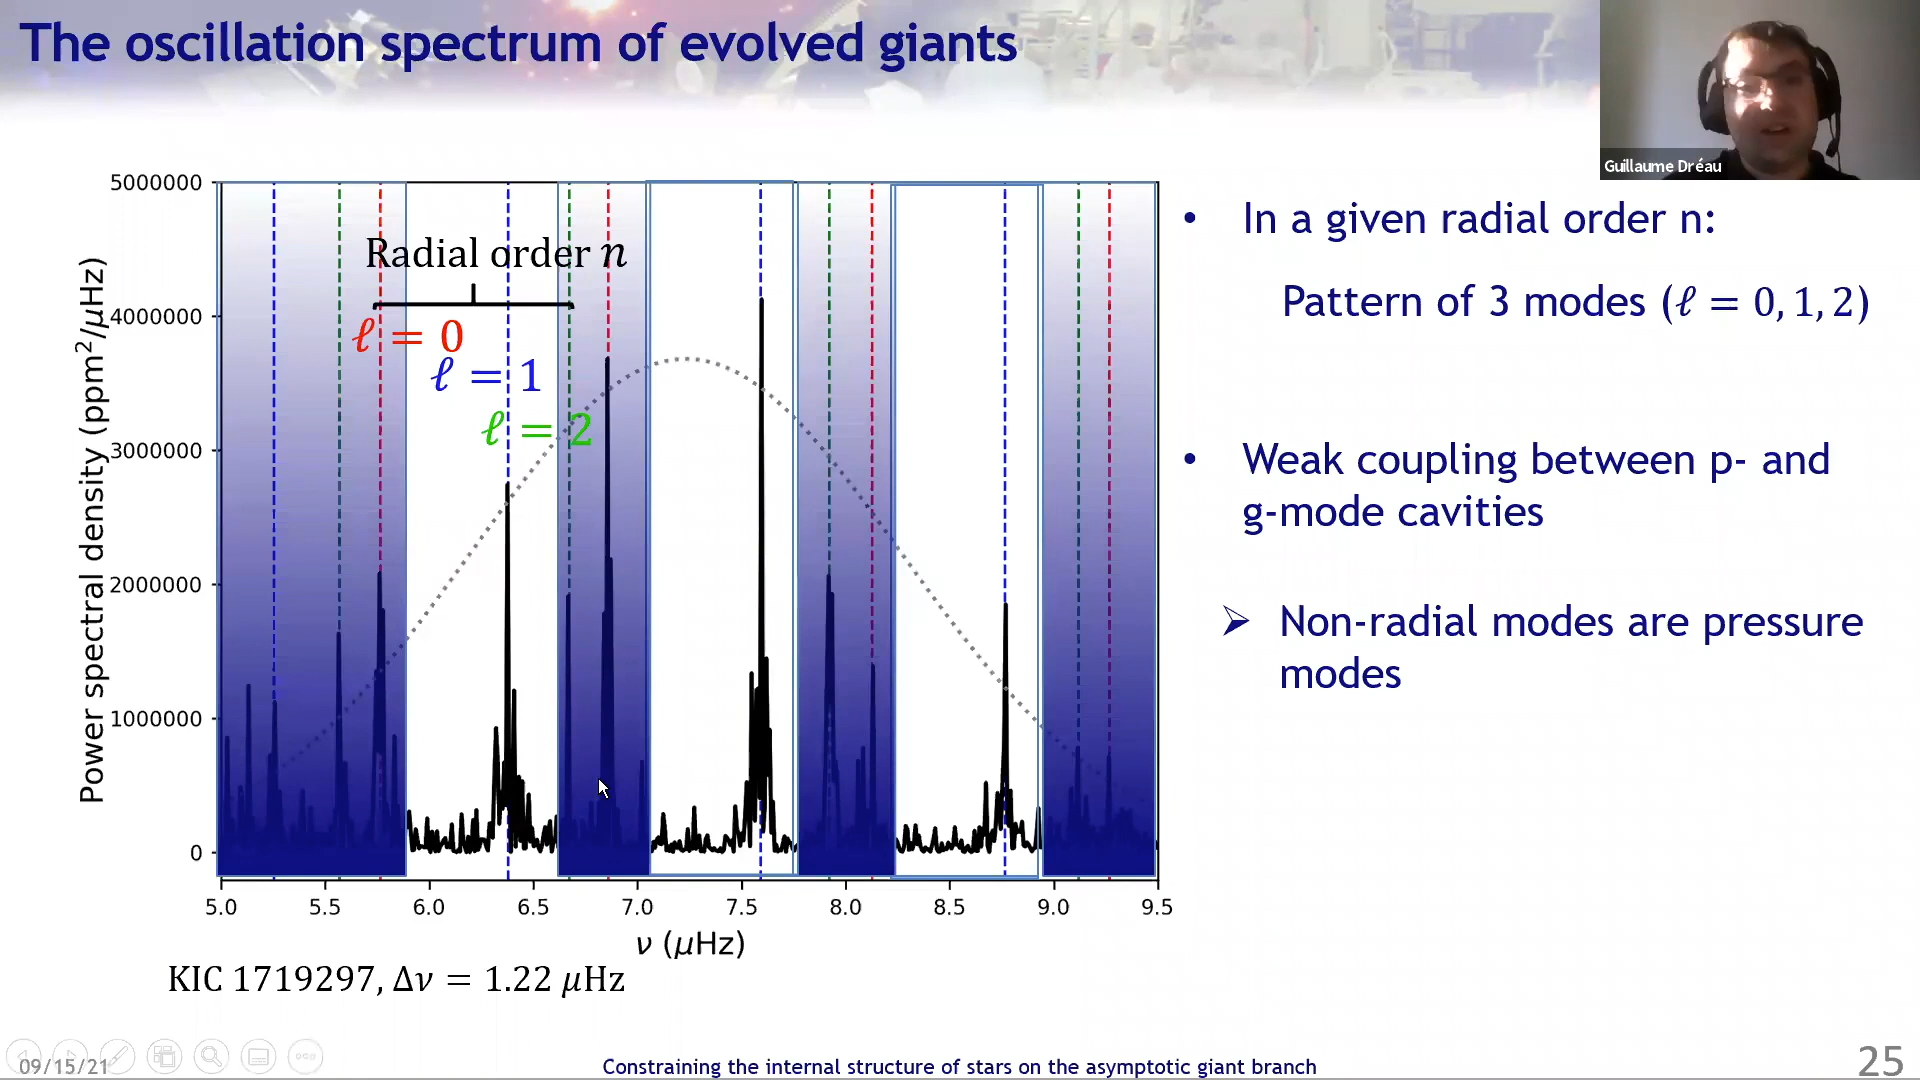 The oscillation spectrum of evolved giants
Guillaume Dréau
5000000
4000000
3000000
2000000
1000000
0
Power spectral density (ppm²/μHz)
Radial order n
ℓ = 0
ℓ = 1
ℓ = 2
5.0 5.5 6.0 6.5 7.0 7.5 8.0 8.5 9.0 9.5
ν (μHz)
KIC 1719297, Δν = 1.22 μHz
• In a given radial order n:
Pattern of 3 modes (ℓ = 0, 1, 2)
• Weak coupling between p- and
g-mode cavities
➢ Non-radial modes are pressure
modes
09/15/21
Constraining the internal structure of stars on the asymptotic giant branch
25